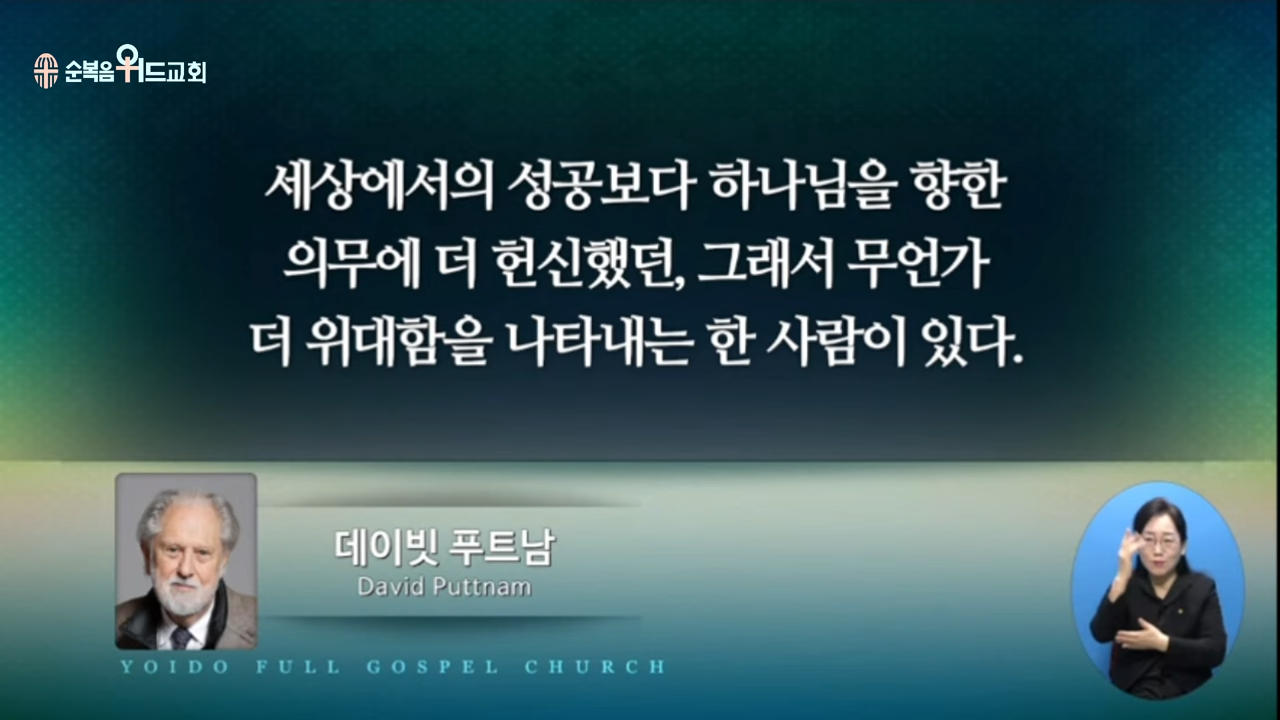 순복음위드교회
세상에서의 성공보다 하나님을 향한
의무에 더 헌신했던, 그래서 무언가
더 위대함을 나타내는 한 사람이 있다.
데이빗 푸트남
David Puttnam
YOIDO FULL GOSPEL CHURCH